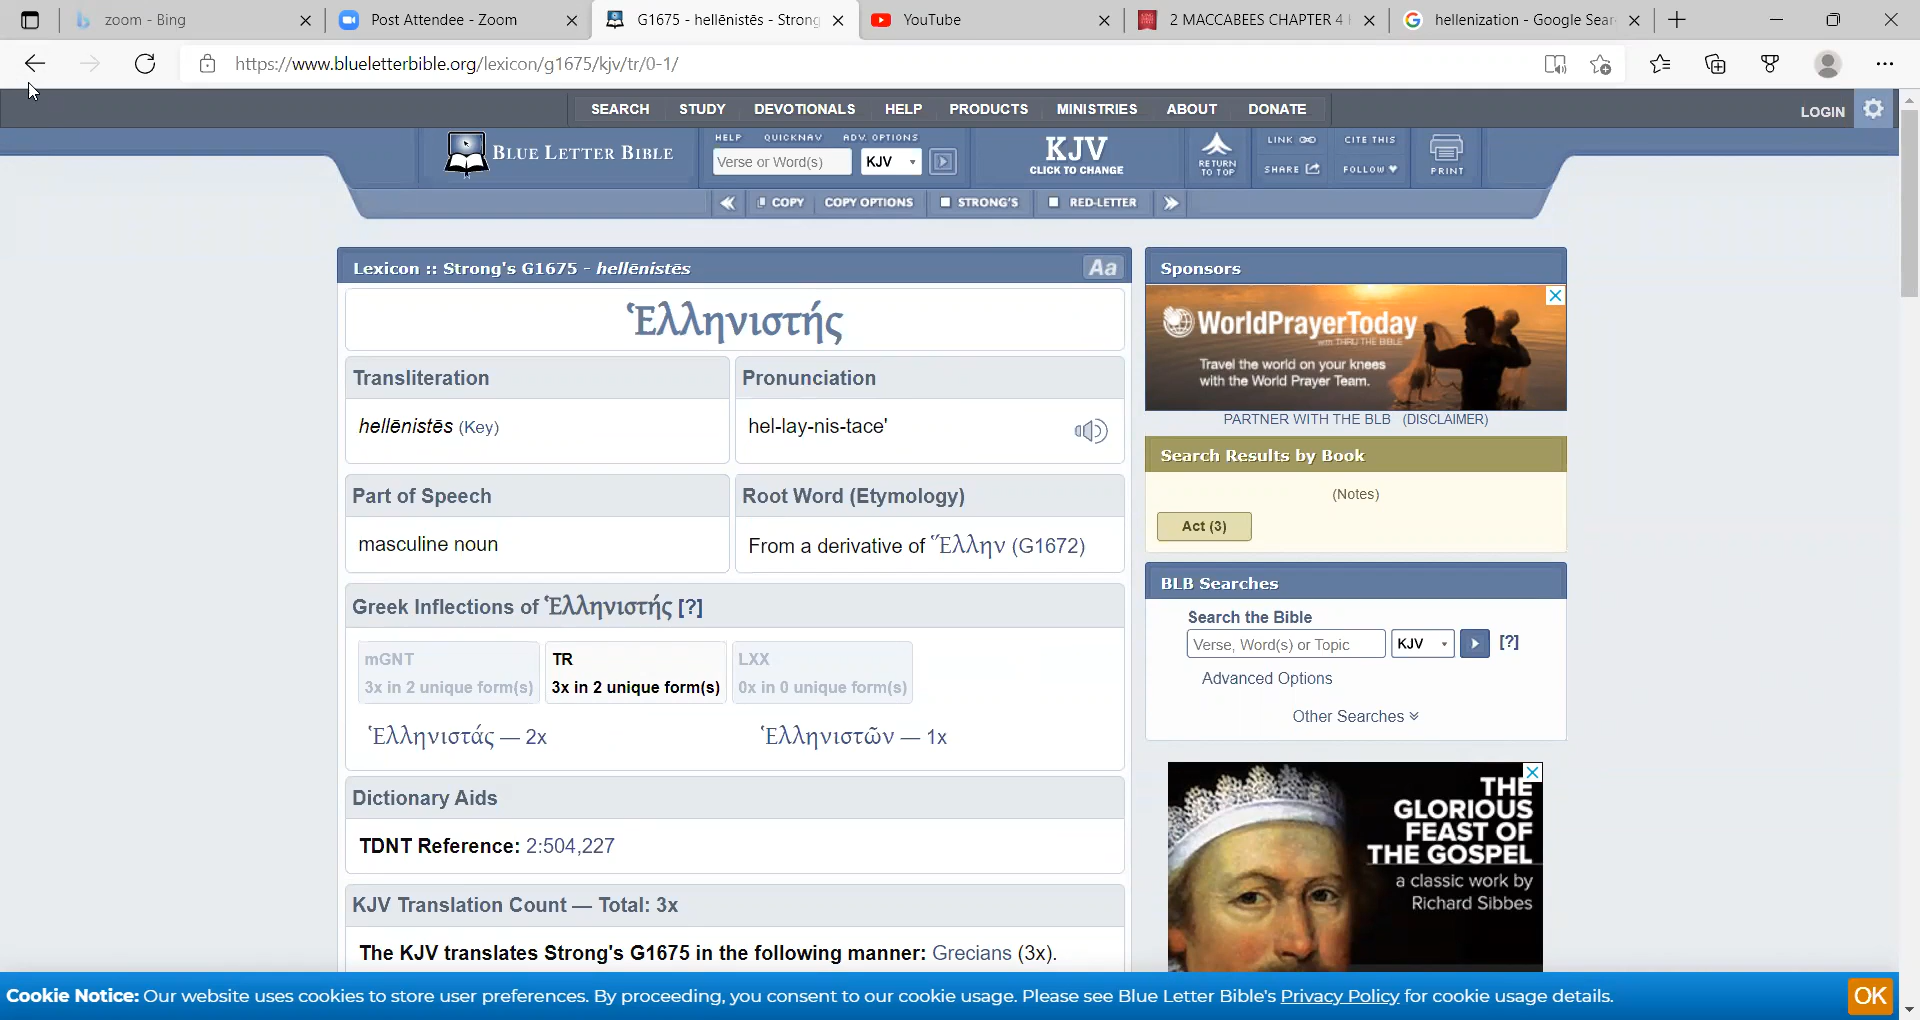 zoom - Bing
Post Attendee - Zoom
G1675 - hellēnistēs - Strong
YouTube
2 MACCABEES CHAPTER 4
hellenization - Google Sear
https://www.blueletterbible.org/lexicon/g1675/kjv/tr/0-1/
SEARCH STUDY DEVOTIONALS HELP PRODUCTS MINISTRIES ABOUT DONATE
LOGIN
BLUE LETTER BIBLE
HELP QUICKNAV ADV. OPTIONS
Verse or Word(s) KJV
KJV
CLICK TO CHANGE
RETURN
TO TOP
LINK CITE THIS
SHARE FOLLOW
PRINT
COPY COPY OPTIONS STRONG'S RED-LETTER
Lexicon :: Strong's G1675 - hellēnistēs
Aa
Ἑλληνιστής
Transliteration
hellēnistēs (Key)
Pronunciation
hel-lay-nis-tace'
Part of Speech
masculine noun
Root Word (Etymology)
From a derivative of Ἕλλην (G1672)
Greek Inflections of Ἑλληνιστής [?]
mGNT
3x in 2 unique form(s)
TR
3x in 2 unique form(s)
LXX
0x in 0 unique form(s)
Ἑλληνιστάς — 2x
Ἑλληνιστῶν — 1x
Dictionary Aids
TDNT Reference: 2:504,227
KJV Translation Count — Total: 3x
The KJV translates Strong's G1675 in the following manner: Grecians (3x).
Sponsors
WorldPrayerToday
with THRU THE BIBLE
Travel the world on your knees
with the World Prayer Team.
PARTNER WITH THE BLB (DISCLAIMER)
Search Results by Book
(Notes)
Act (3)
BLB Searches
Search the Bible
Verse, Word(s) or Topic KJV [?]
Advanced Options
Other Searches
THE
GLORIOUS
FEAST OF
THE GOSPEL
a classic work by
Richard Sibbes
Cookie Notice: Our website uses cookies to store user preferences. By proceeding, you consent to our cookie usage. Please see Blue Letter Bible's Privacy Policy for cookie usage details.
OK